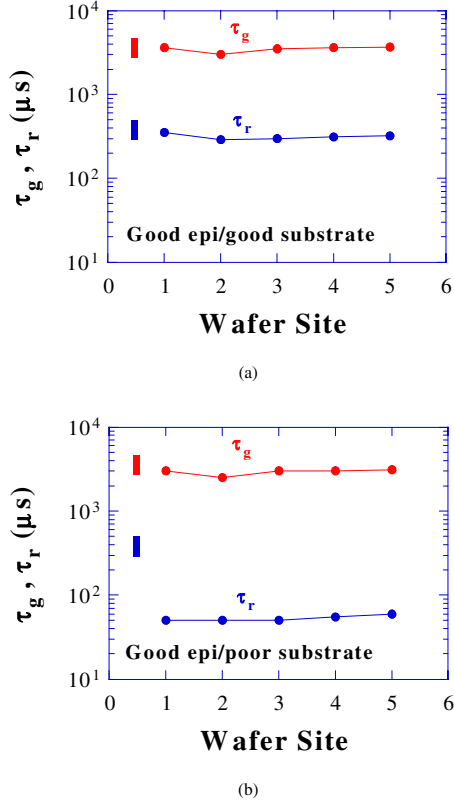 10⁴
τg
10³
τr
10²
Good epi/good substrate
10¹
0 1 2 3 4 5 6
τg , τr (μs)
Wafer Site
(a)
10⁴
τg
10³
10²
τr
Good epi/poor substrate
10¹
0 1 2 3 4 5 6
τg , τr (μs)
Wafer Site
(b)